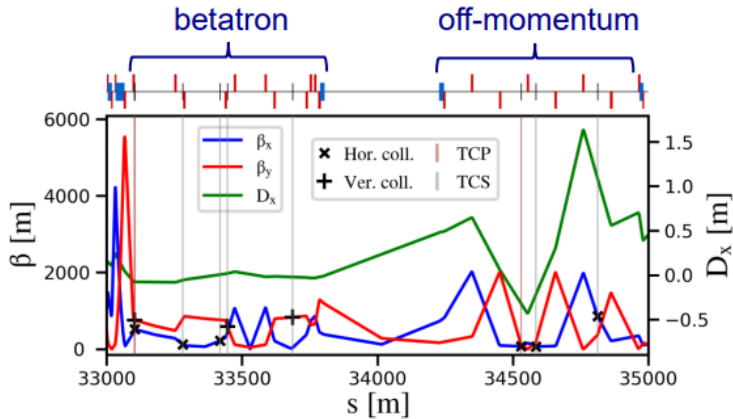 betatron off-momentum
6000
4000
2000
0
β [m]
βx
βy
Dx
Hor. coll.
Ver. coll.
TCP
TCS
1.5
1.0
0.5
0.0
−0.5
Dx [m]
33000 33500 34000 34500 35000
s [m]